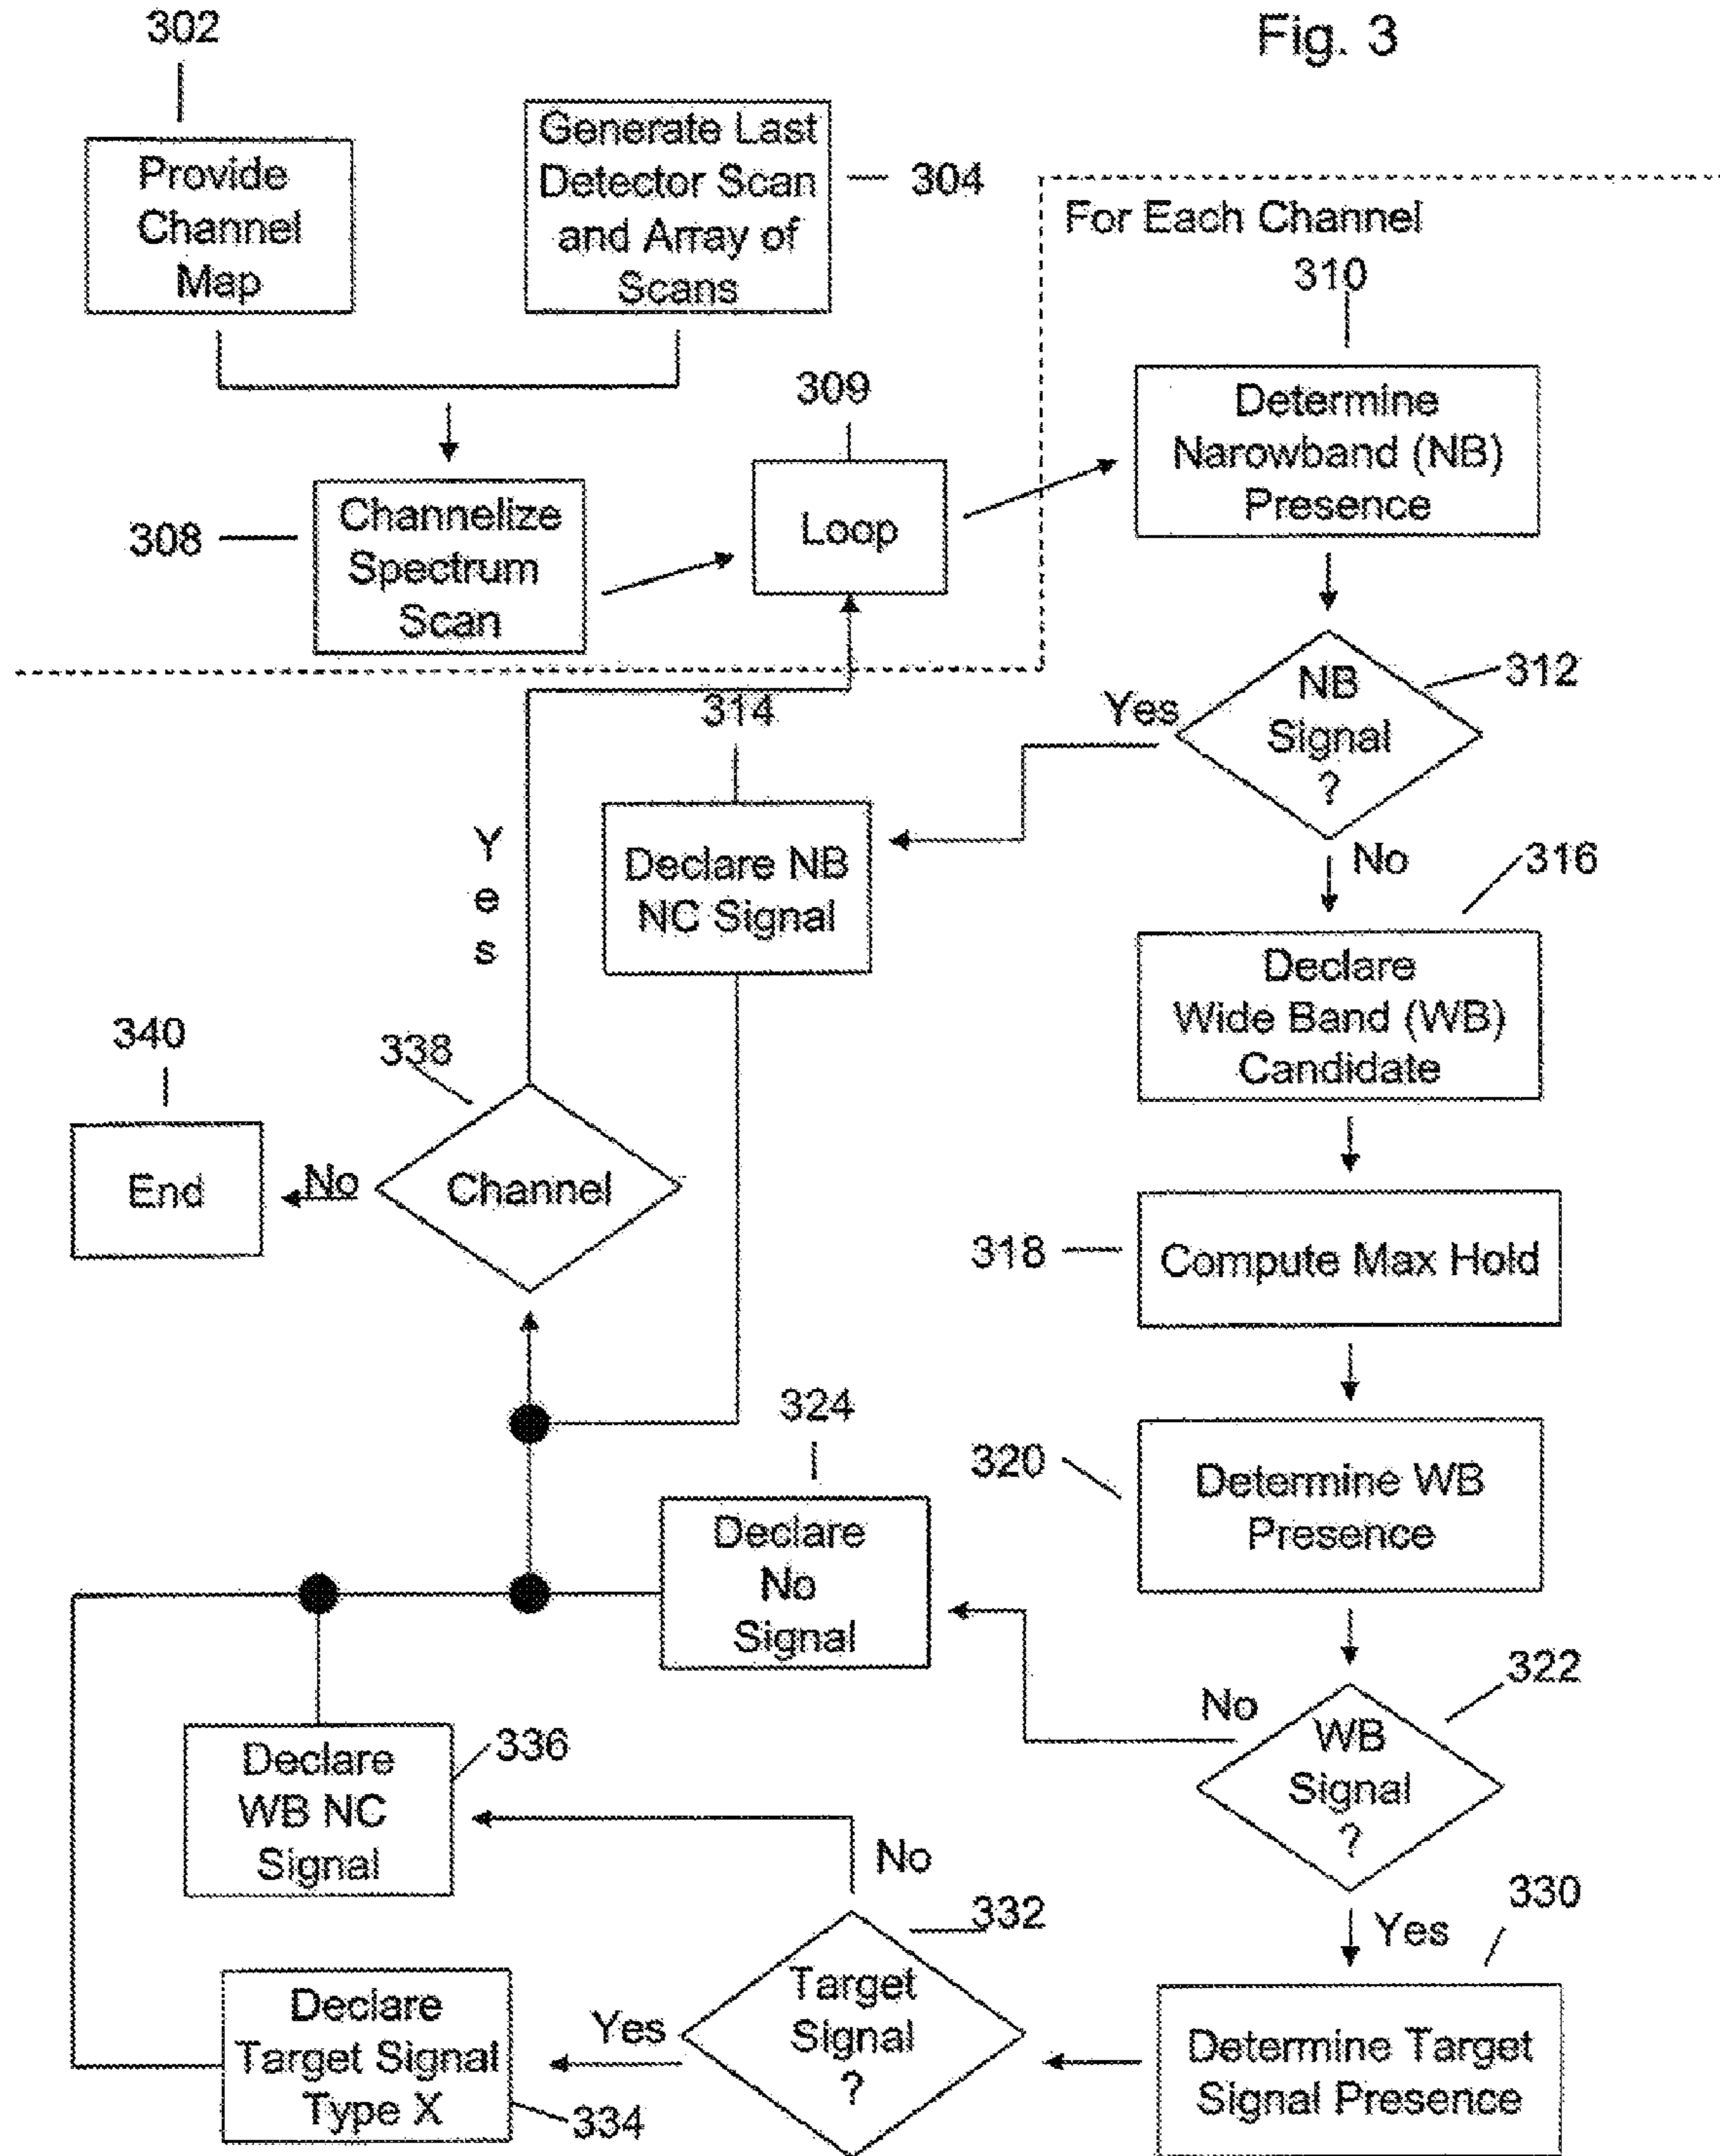 Fig. 3
302
Provide
Channel
Map
Generate Last
Detector Scan
and Array of
Scans
304
For Each Channel
310
Determine
Narowband (NB)
Presence
309
Loop
308
Channelize
Spectrum
Scan
312
NB
Signal
?
Yes
No
314
Declare NB
NC Signal
316
Declare
Wide Band (WB)
Candidate
Y
e
s
340
End
No
338
Channel
318
Compute Max Hold
320
Determine WB
Presence
324
Declare
No
Signal
322
WB
Signal
?
No
Yes
336
Declare
WB NC
Signal
330
Determine Target
Signal Presence
332
Target
Signal
?
No
Yes
Declare
Target Signal
Type X
334